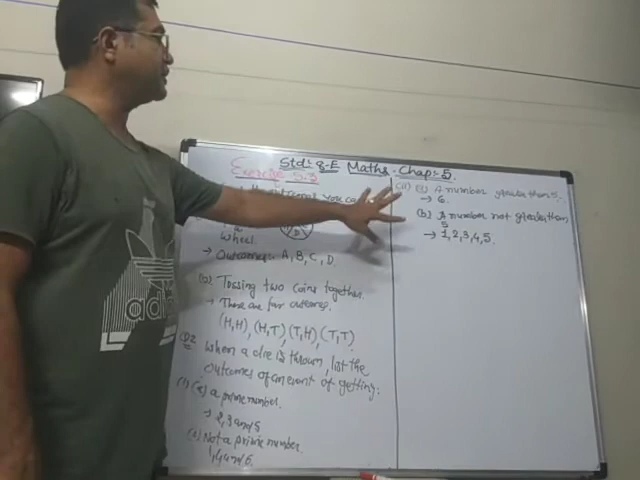 Std: 8-E Maths. Chap: 5.
Exercise 5.3
outcomes you can
a
Wheel.
→ Outcomes A, B, C, D.
(b) Tossing two coins together.
→ There are four outcomes.
(H,H), (H,T), (T,H), (T,T)
Q2 When a die is thrown, list the
outcomes of an event of getting:
(i) (a) a prime number.
→ 2, 3 and 5
(b) Not a prime number.
1, 4 and 6.
(ii) (a) A number greater than 5.
→ 6.
(b) A number not greater than
5
→ 1, 2, 3, 4, 5.
adidas